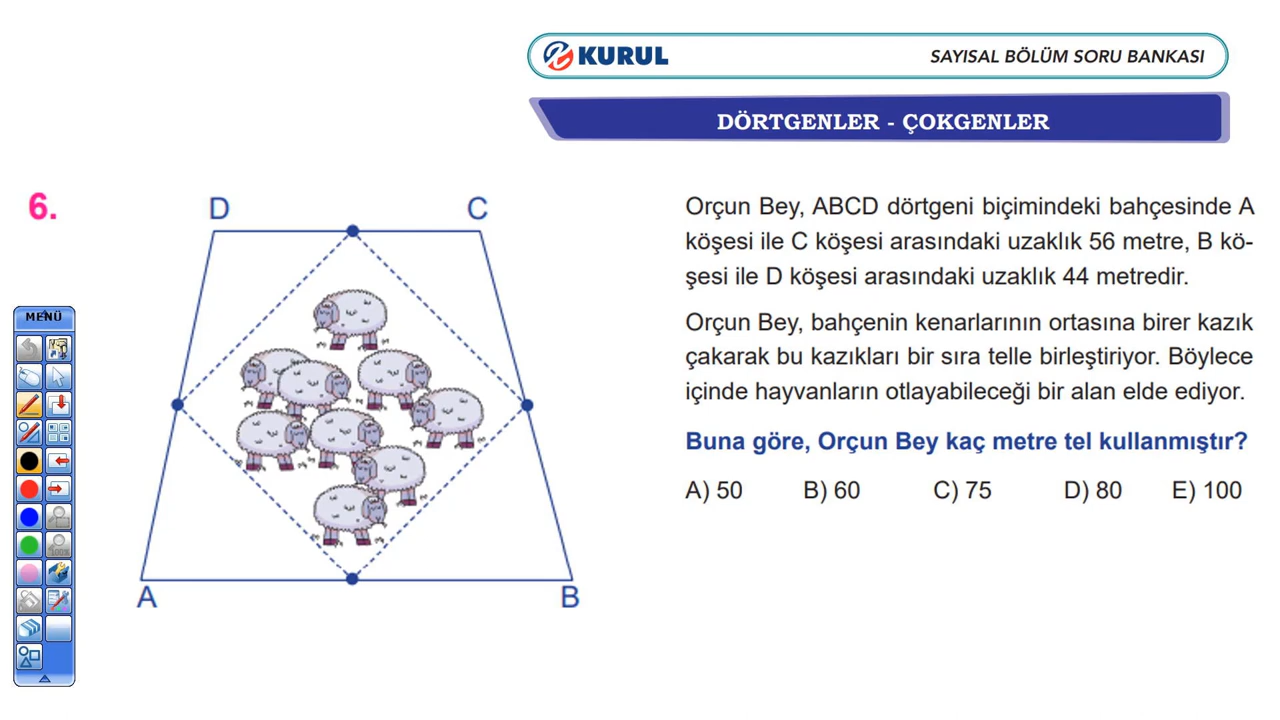 KURUL
SAYISAL BÖLÜM SORU BANKASI
DÖRTGENLER - ÇOKGENLER
6.
D
C
A
B
Orçun Bey, ABCD dörtgeni biçimindeki bahçesinde A
köşesi ile C köşesi arasındaki uzaklık 56 metre, B kö-
şesi ile D köşesi arasındaki uzaklık 44 metredir.
Orçun Bey, bahçenin kenarlarının ortasına birer kazık
çakarak bu kazıkları bir sıra telle birleştiriyor. Böylece
içinde hayvanların otlayabileceği bir alan elde ediyor.
Buna göre, Orçun Bey kaç metre tel kullanmıştır?
A) 50 B) 60 C) 75 D) 80 E) 100
MENÜ
100%